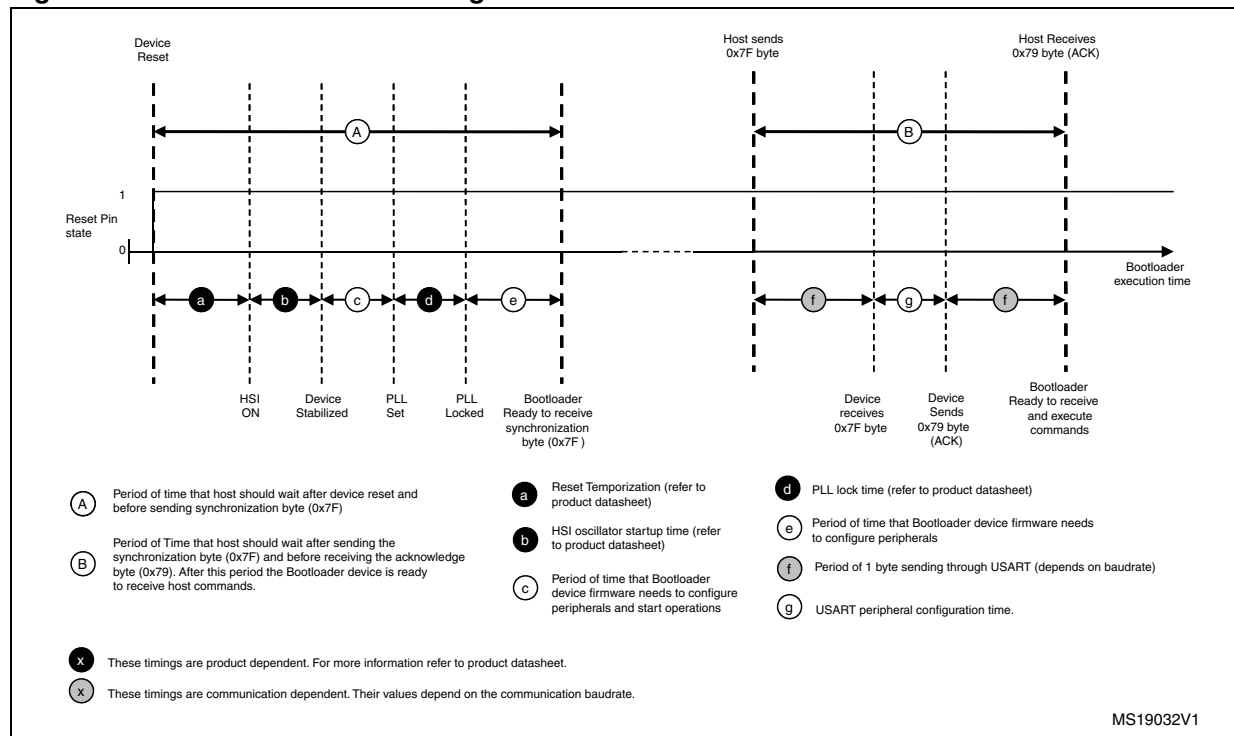 Device
Reset
Host sends
0x7F byte
Host Receives
0x79 byte (ACK)
A
B
1
Reset Pin
state
0
Bootloader
execution time
a
b
c
d
e
f
g
f
HSI
ON
Device
Stabilized
PLL
Set
PLL
Locked
Bootloader
Ready to receive
synchronization
byte (0x7F )
Device
receives
0x7F byte
Device
Sends
0x79 byte
(ACK)
Bootloader
Ready to receive
and execute
commands
A
Period of time that host should wait after device reset and
before sending synchronization byte (0x7F)
B
Period of Time that host should wait after sending the
synchronization byte (0x7F) and before receiving the acknowledge
byte (0x79). After this period the Bootloader device is ready
to receive host commands.
a
Reset Temporization (refer to
product datasheet)
b
HSI oscillator startup time (refer
to product datasheet)
c
Period of time that Bootloader
device firmware needs to configure
peripherals and start operations
d
PLL lock time (refer to product datasheet)
e
Period of time that Bootloader device firmware needs
to configure peripherals
f
Period of 1 byte sending through USART (depends on baudrate)
g
USART peripheral configuration time.
x
These timings are product dependent. For more information refer to product datasheet.
x
These timings are communication dependent. Their values depend on the communication baudrate.
MS19032V1